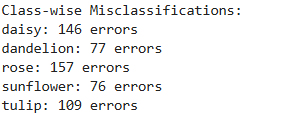 Class-wise Misclassifications:
daisy: 146 errors
dandelion: 77 errors
rose: 157 errors
sunflower: 76 errors
tulip: 109 errors